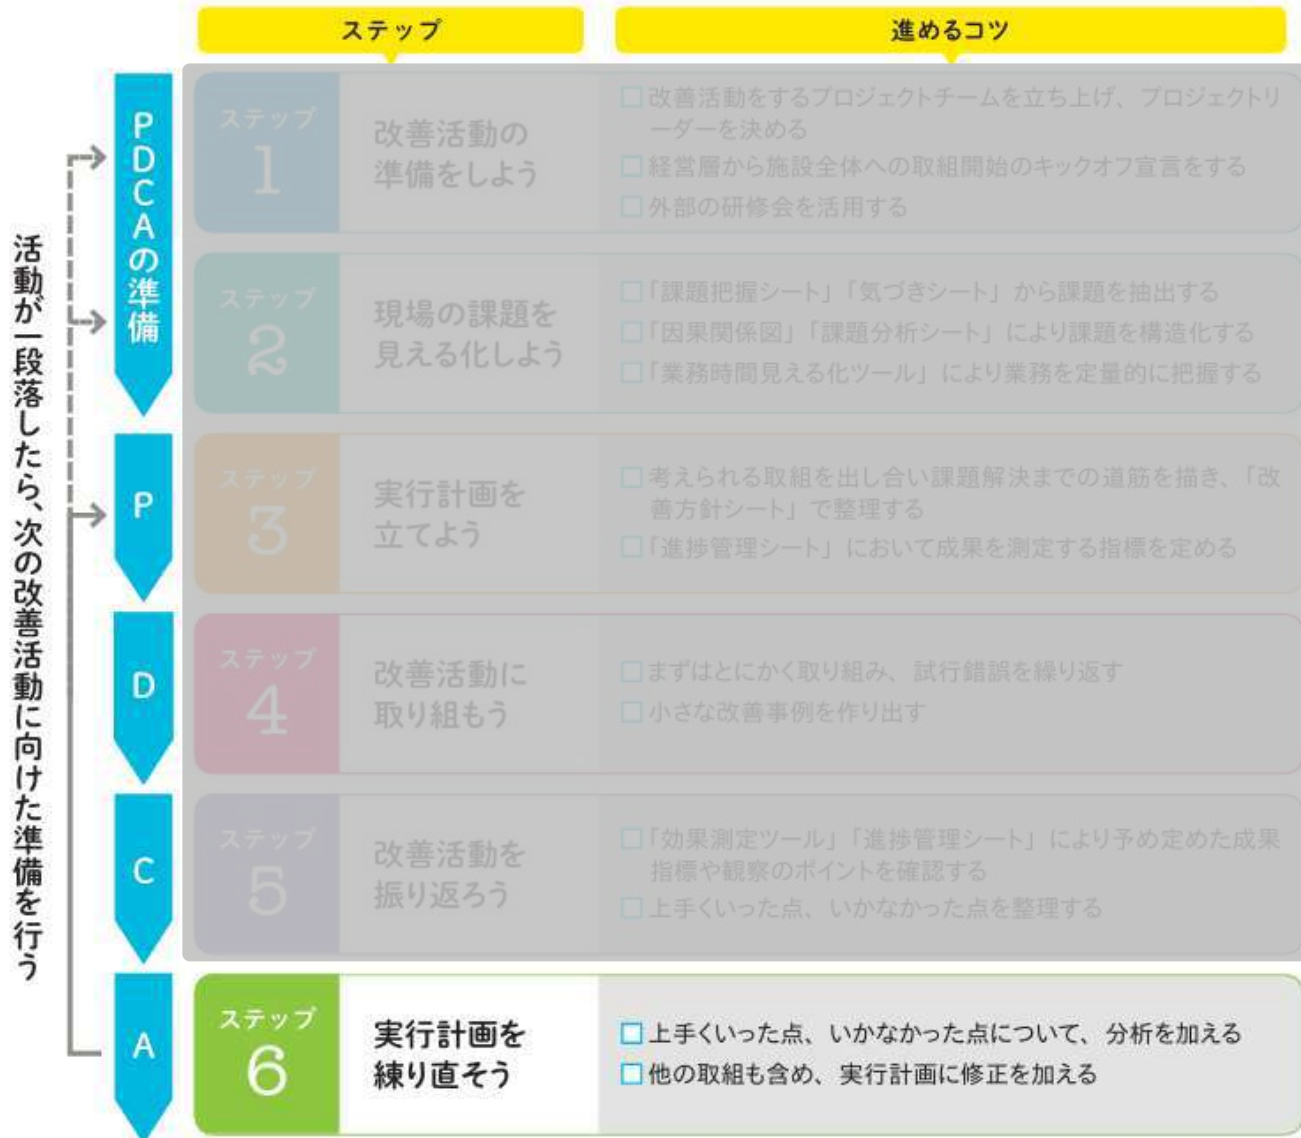 ステップ
進めるコツ
活動が一段落したら、次の改善活動に向けた準備を行う
PDCAの準備
ステップ
1
改善活動の
準備をしよう
□改善活動をするプロジェクトチームを立ち上げ、プロジェクトリ
ーダーを決める
□経営層から施設全体への取組開始のキックオフ宣言をする
□外部の研修会を活用する
ステップ
2
現場の課題を
見える化しよう
□「課題把握シート」「気づきシート」から課題を抽出する
□「因果関係図」「課題分析シート」により課題を構造化する
□「業務時間見える化ツール」により業務を定量的に把握する
P
ステップ
3
実行計画を
立てよう
□考えられる取組を出し合い課題解決までの道筋を描き、「改
善方針シート」で整理する
□「進捗管理シート」において成果を測定する指標を定める
D
ステップ
4
改善活動に
取り組もう
□まずはとにかく取り組み、試行錯誤を繰り返す
□小さな改善事例を作り出す
C
ステップ
5
改善活動を
振り返ろう
□「効果測定ツール」「進捗管理シート」により予め定めた成果
指標や観察のポイントを確認する
□上手くいった点、いかなかった点を整理する
A
ステップ
6
実行計画を
練り直そう
□上手くいった点、いかなかった点について、分析を加える
□他の取組も含め、実行計画に修正を加える